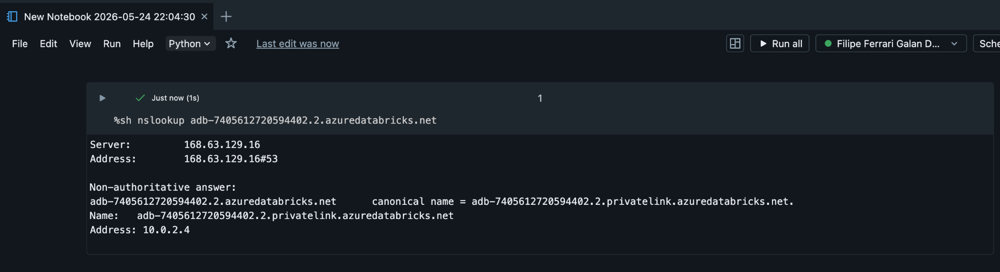 New Notebook 2026-05-24 22:04:30
File Edit View Run Help Python Last edit was now Run all Filipe Ferrari Galan D... Sche
Just now (1s) 1
%sh nslookup adb-7405612720594402.2.azuredatabricks.net
Server: 168.63.129.16
Address: 168.63.129.16#53
Non-authoritative answer:
adb-7405612720594402.2.azuredatabricks.net canonical name = adb-7405612720594402.2.privatelink.azuredatabricks.net.
Name: adb-7405612720594402.2.privatelink.azuredatabricks.net
Address: 10.0.2.4